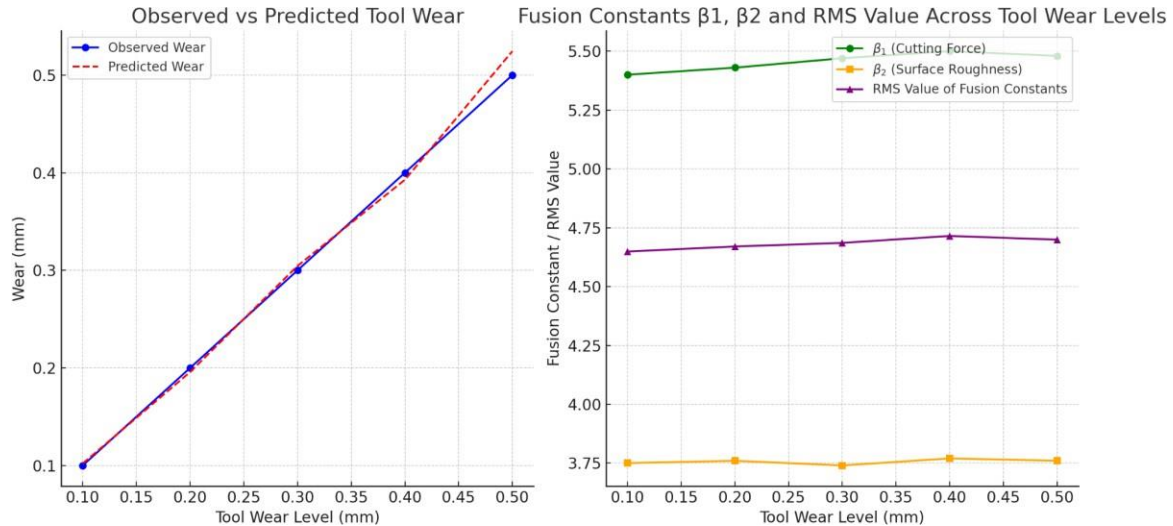 Observed vs Predicted Tool Wear
Observed Wear
Predicted Wear
Wear (mm)
0.5
0.4
0.3
0.2
0.1
0.10 0.15 0.20 0.25 0.30 0.35 0.40 0.45 0.50
Tool Wear Level (mm)
Fusion Constants β1, β2 and RMS Value Across Tool Wear Levels
β₁ (Cutting Force)
β₂ (Surface Roughness)
RMS Value of Fusion Constants
Fusion Constant / RMS Value
5.50
5.25
5.00
4.75
4.50
4.25
4.00
3.75
0.10 0.15 0.20 0.25 0.30 0.35 0.40 0.45 0.50
Tool Wear Level (mm)